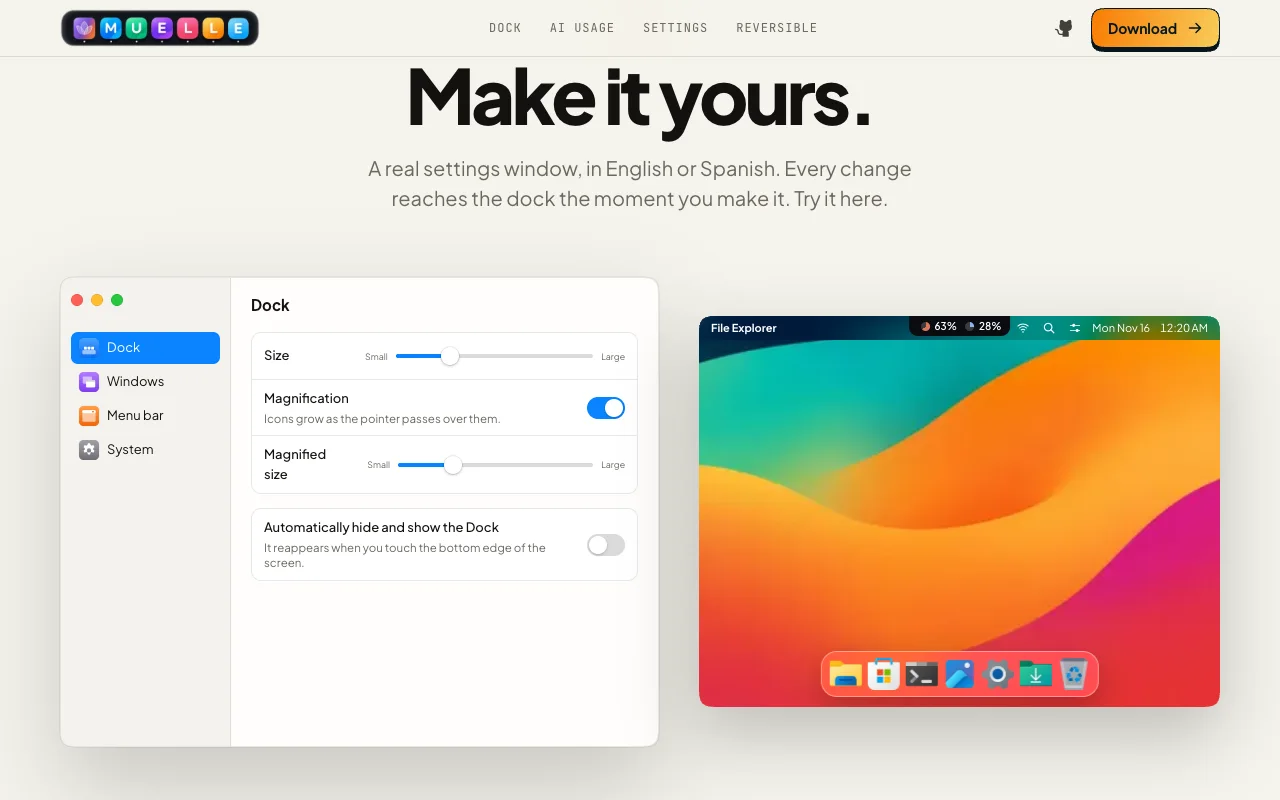 MUELLE
DOCK AI USAGE SETTINGS REVERSIBLE
Download
Make it yours.
A real settings window, in English or Spanish. Every change
reaches the dock the moment you make it. Try it here.
Dock
Windows
Menu bar
System
Dock
Size Small Large
Magnification
Icons grow as the pointer passes over them.
Magnified
size
Small Large
Automatically hide and show the Dock
It reappears when you touch the bottom edge of the
screen.
File Explorer 63% 28% Mon Nov 16 12:20 AM